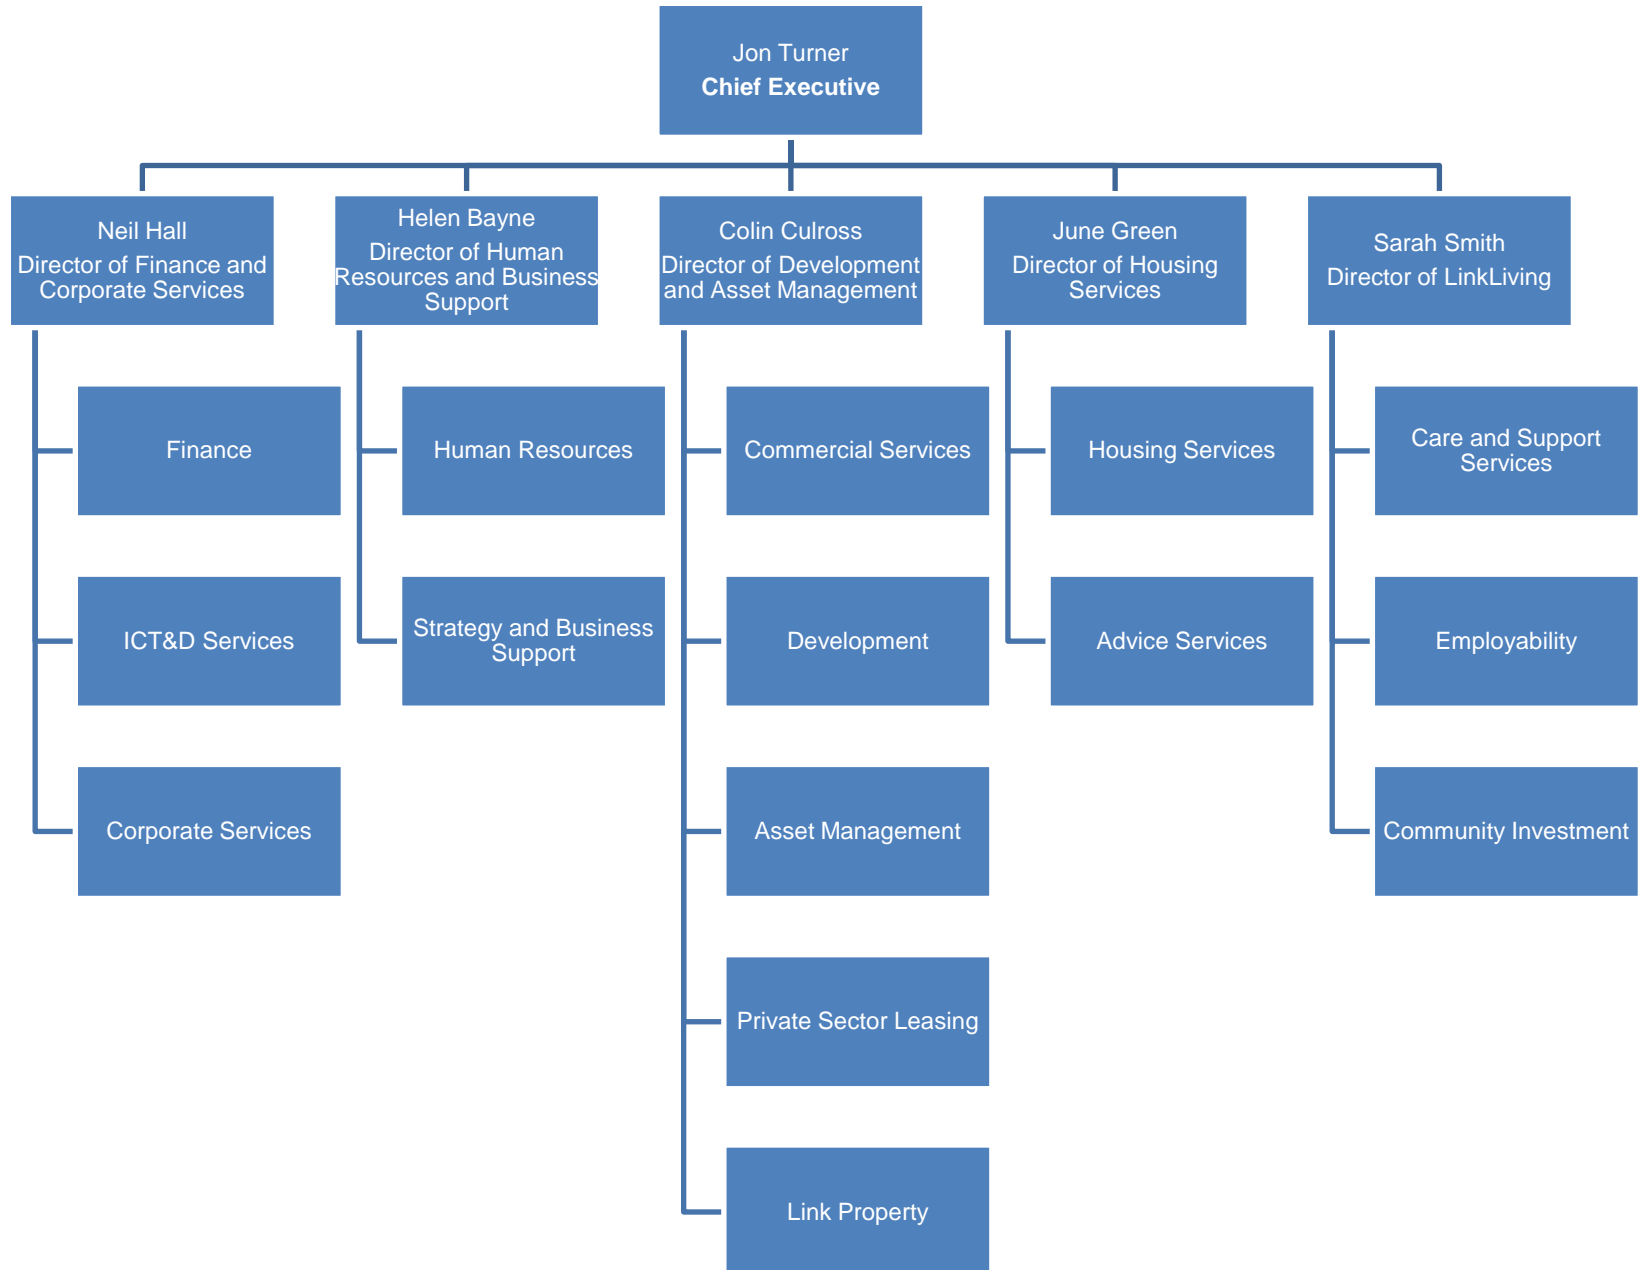 Jon Turner
Chief Executive
Neil Hall
Director of Finance and
Corporate Services
Helen Bayne
Director of Human
Resources and Business
Support
Colin Culross
Director of Development
and Asset Management
June Green
Director of Housing
Services
Sarah Smith
Director of LinkLiving
Finance
ICT&D Services
Corporate Services
Human Resources
Strategy and Business
Support
Commercial Services
Development
Asset Management
Private Sector Leasing
Link Property
Housing Services
Advice Services
Care and Support
Services
Employability
Community Investment